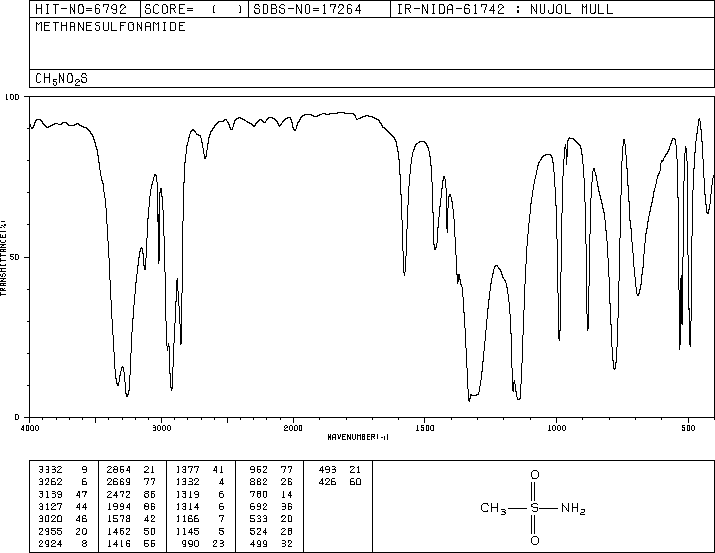 HIT-NO=6792 SCORE= ( ) SDBS-NO=17264 IR-NIDA-61742 : NUJOL MULL
METHANESULFONAMIDE
CH5NO2S
100
50
0
TRANSMITTANCE(%)
4000 3000 2000 1500 1000 500
WAVENUMBER(-1)
3332 9 2854 21 1377 41 962 77 493 21
3262 6 2669 77 1332 4 882 26 426 60
3139 47 2472 86 1319 6 780 14
3127 44 1994 86 1314 6 692 36
3020 46 1578 42 1166 7 533 20
2955 20 1462 50 1145 5 524 28
2924 8 1416 55 990 23 499 32
O
CH3 S NH2
O